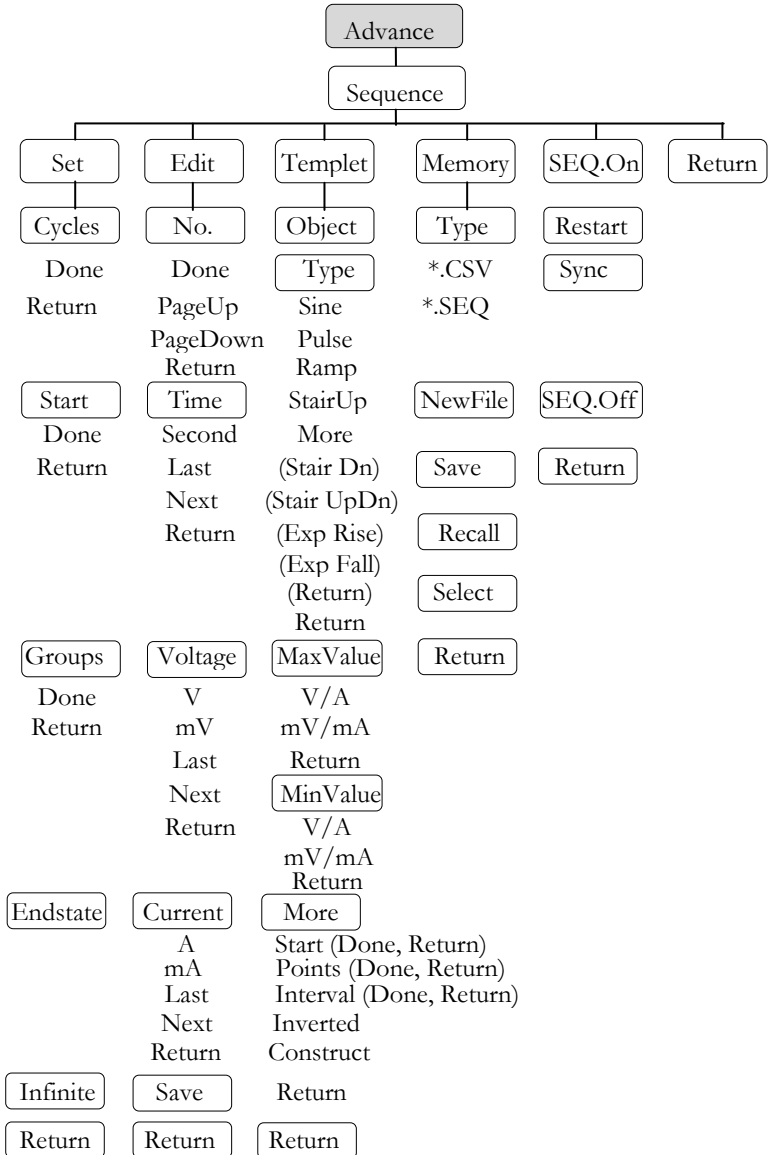 Advance
Sequence
Set Edit Templet Memory SEQ.On Return
Cycles No. Object Type Restart
Done Done Type *.CSV Sync
Return PageUp Sine *.SEQ
PageDown Pulse
Return Ramp
Start Time StairUp NewFile SEQ.Off
Done Second More
Return Last (Stair Dn) Save Return
Next (Stair UpDn)
Return (Exp Rise) Recall
(Exp Fall)
(Return) Select
Return
Groups Voltage MaxValue Return
Done V V/A
Return mV mV/mA
Last Return
Next MinValue
Return V/A
mV/mA
Return
Endstate Current More
A Start (Done, Return)
mA Points (Done, Return)
Last Interval (Done, Return)
Next Inverted
Return Construct
Infinite Save Return
Return Return Return